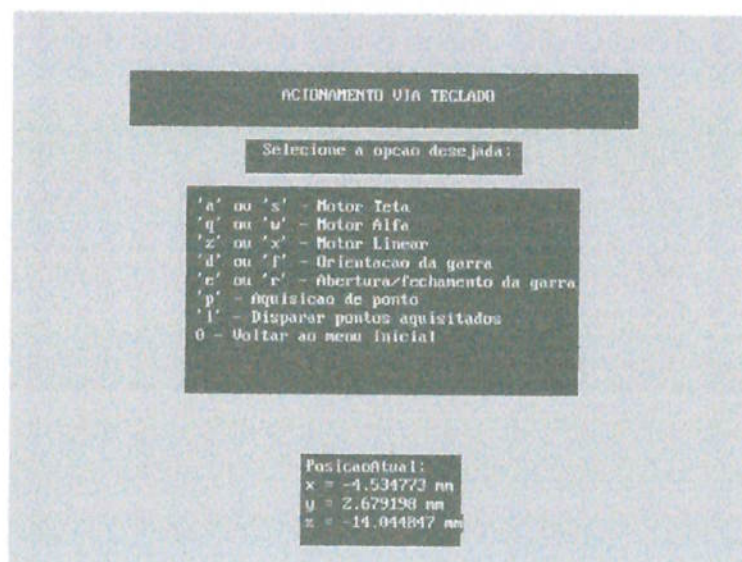 ACIONAMENTO VIA TECLADO
Selecione a opcao desejada:
'a' ou 's' - Motor Teta
'q' ou 'w' - Motor Alfa
'z' ou 'x' - Motor Linear
'd' ou 'f' - Orientacao da garra
'e' ou 'r' - Abertura/fechamento da garra
'p' - Aquisicao de ponto
'l' - Disparar pontos aquisitados
0 - Voltar ao menu inicial
PosicaoAtual:
x = -4.534773 mm
y = 2.679198 mm
z = -14.044847 mm